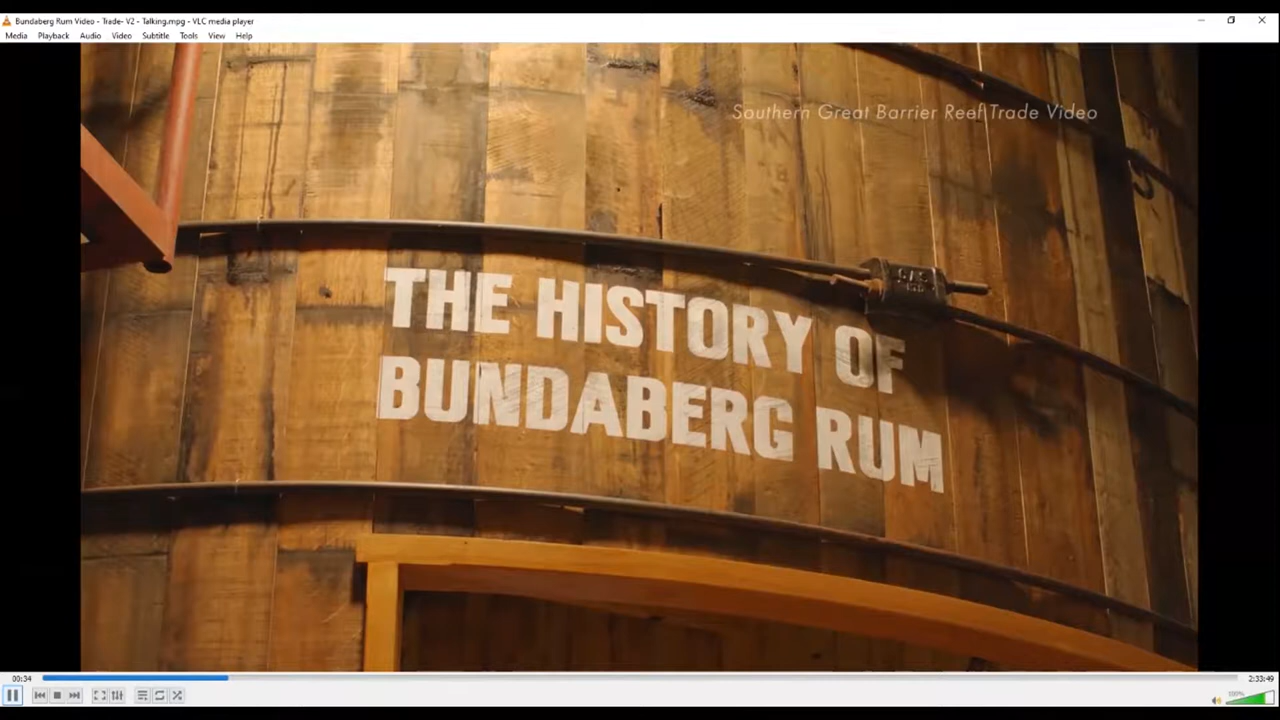 Bundaberg Rum Video - Trade- V2 - Talking.mpg - VLC media player
Media Playback Audio Video Subtitle Tools View Help
Southern Great Barrier Reef Trade Video
THE HISTORY OF
BUNDABERG RUM
00:34
2:33:49
100%